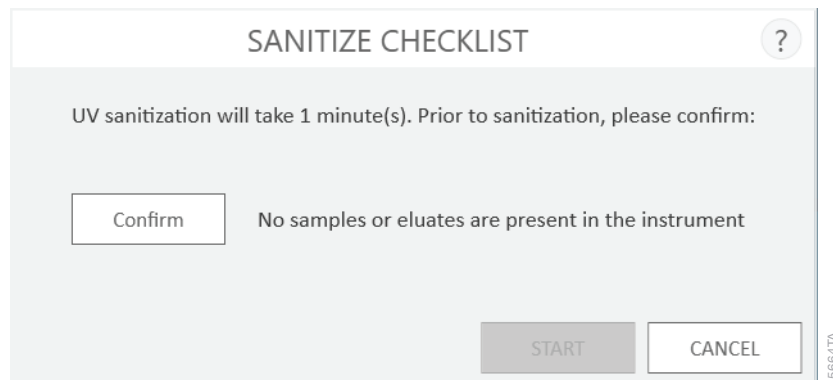 SANITIZE CHECKLIST
?
UV sanitization will take 1 minute(s). Prior to sanitization, please confirm:
Confirm
No samples or eluates are present in the instrument
START
CANCEL